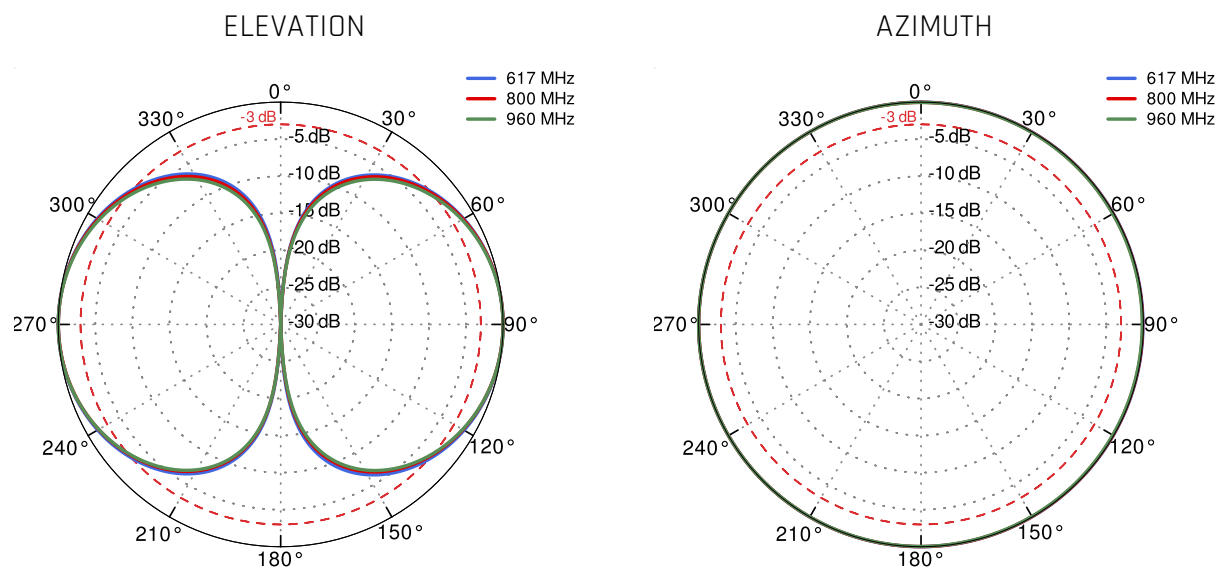 ELEVATION
617 MHz
800 MHz
960 MHz
0°
330°
-3 dB
30°
-5 dB
-10 dB
300°
-15 dB
60°
-20 dB
-25 dB
270°
-30 dB
90°
240°
120°
210°
150°
180°
AZIMUTH
617 MHz
800 MHz
960 MHz
0°
330°
-3 dB
30°
-5 dB
-10 dB
300°
-15 dB
60°
-20 dB
-25 dB
270°
-30 dB
90°
240°
120°
210°
150°
180°